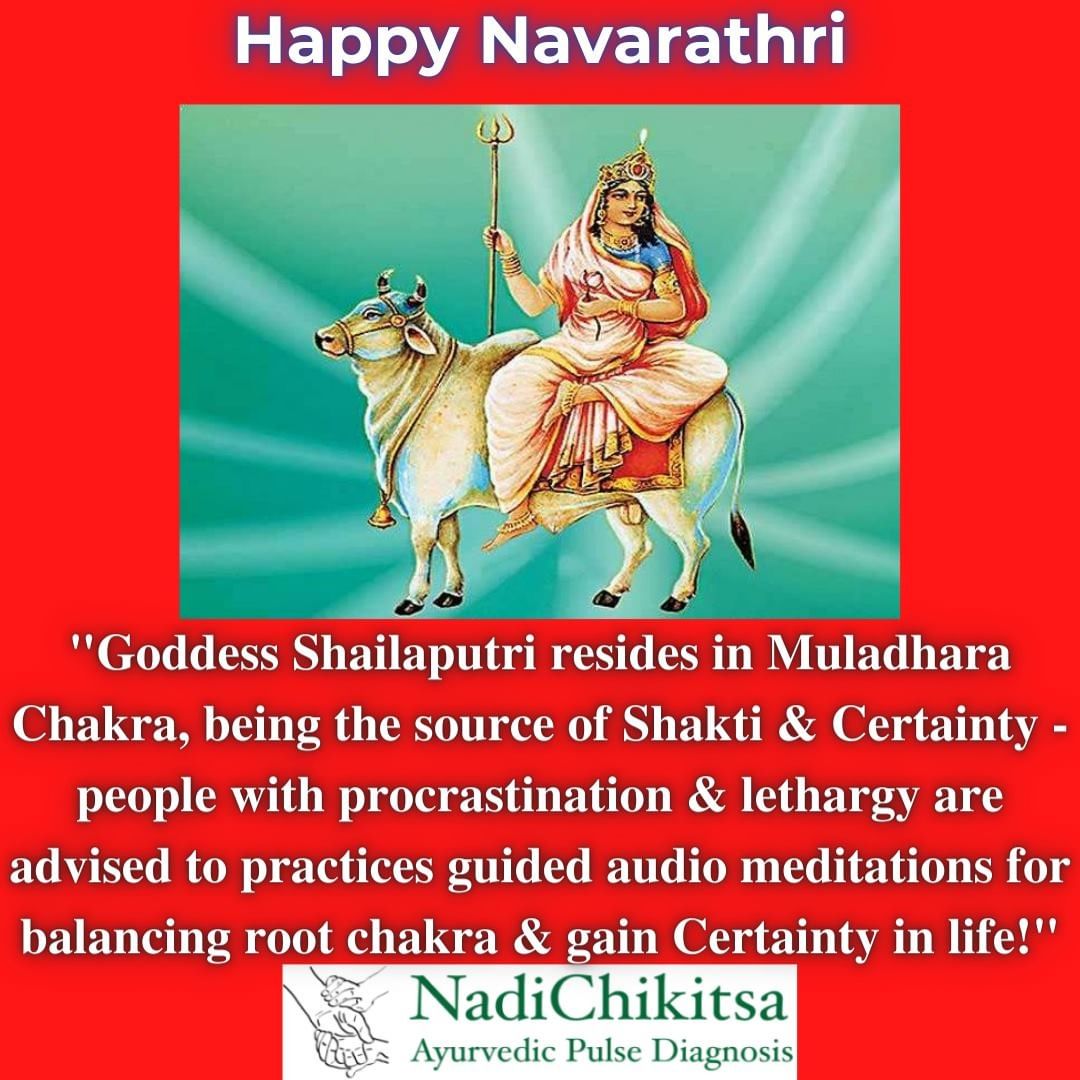 Happy Navarathri
"Goddess Shailaputri resides in Muladhara
Chakra, being the source of Shakti & Certainty -
people with procrastination & lethargy are
advised to practices guided audio meditations for
balancing root chakra & gain Certainty in life!"
NadiChikitsa
Ayurvedic Pulse Diagnosis